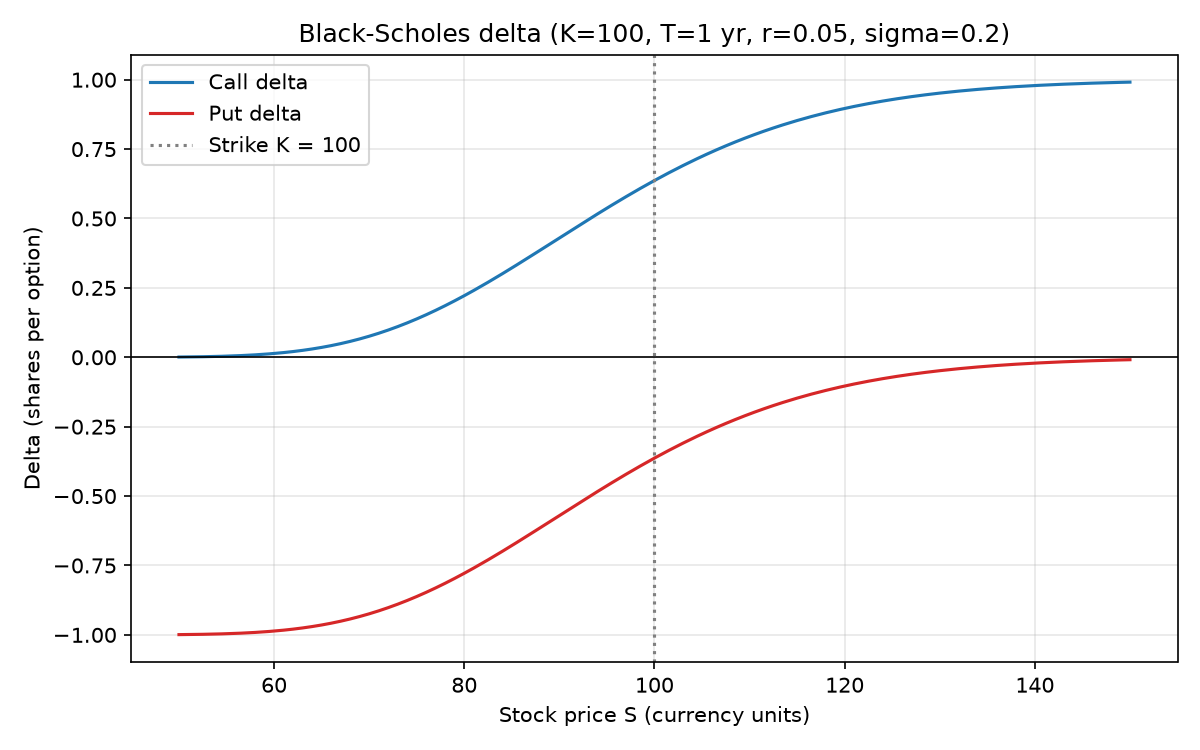 Black-Scholes delta (K=100, T=1 yr, r=0.05, sigma=0.2)
Call delta
Put delta
Strike K = 100
Delta (shares per option)
1.00
0.75
0.50
0.25
0.00
−0.25
−0.50
−0.75
−1.00
60 80 100 120 140
Stock price S (currency units)